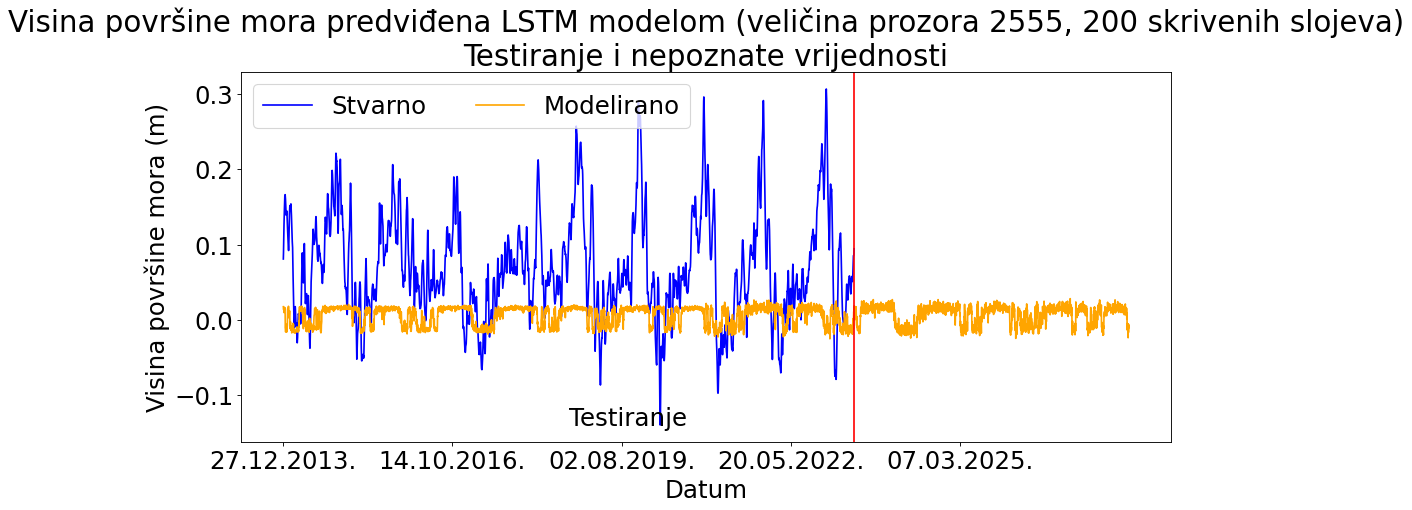 Visina površine mora predviđena LSTM modelom (veličina prozora 2555, 200 skrivenih slojeva)
Testiranje i nepoznate vrijednosti
Stvarno
Modelirano
Visina površine mora (m)
0.3
0.2
0.1
0.0
−0.1
Testiranje
27.12.2013.
14.10.2016.
02.08.2019.
20.05.2022.
07.03.2025.
Datum